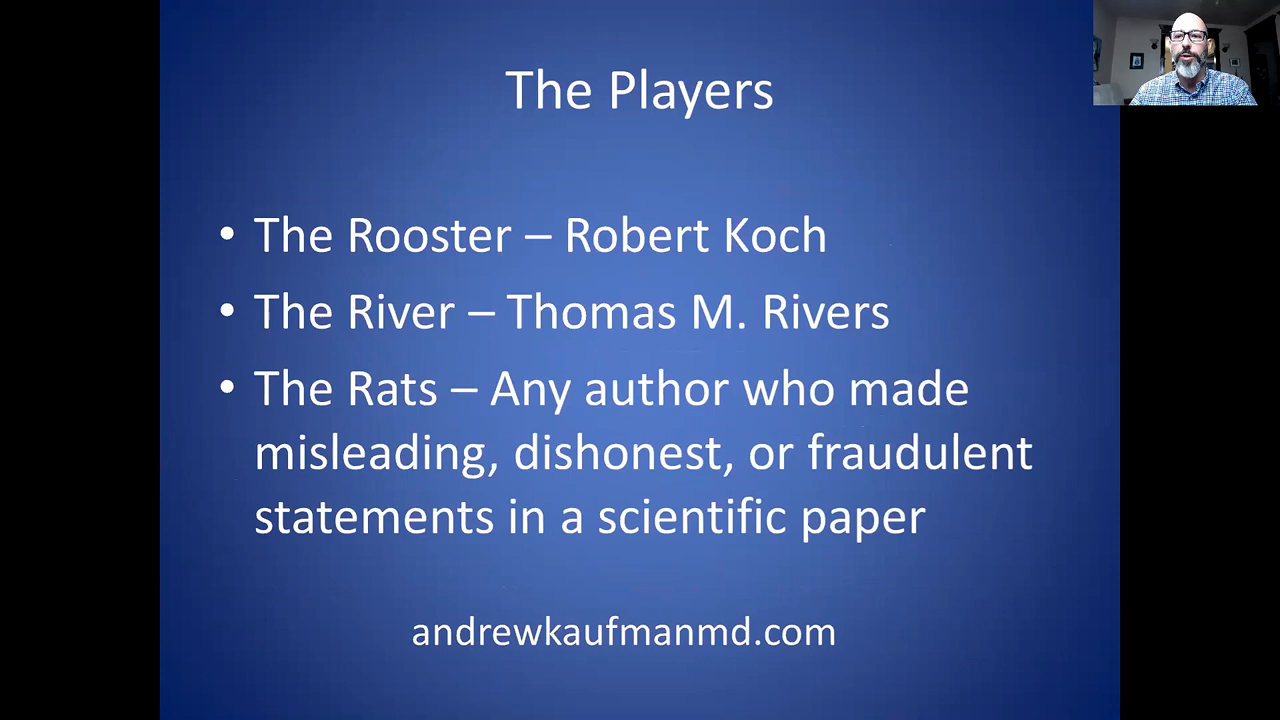 The Players
• The Rooster – Robert Koch
• The River – Thomas M. Rivers
• The Rats – Any author who made
misleading, dishonest, or fraudulent
statements in a scientific paper
andrewkaufmanmd.com